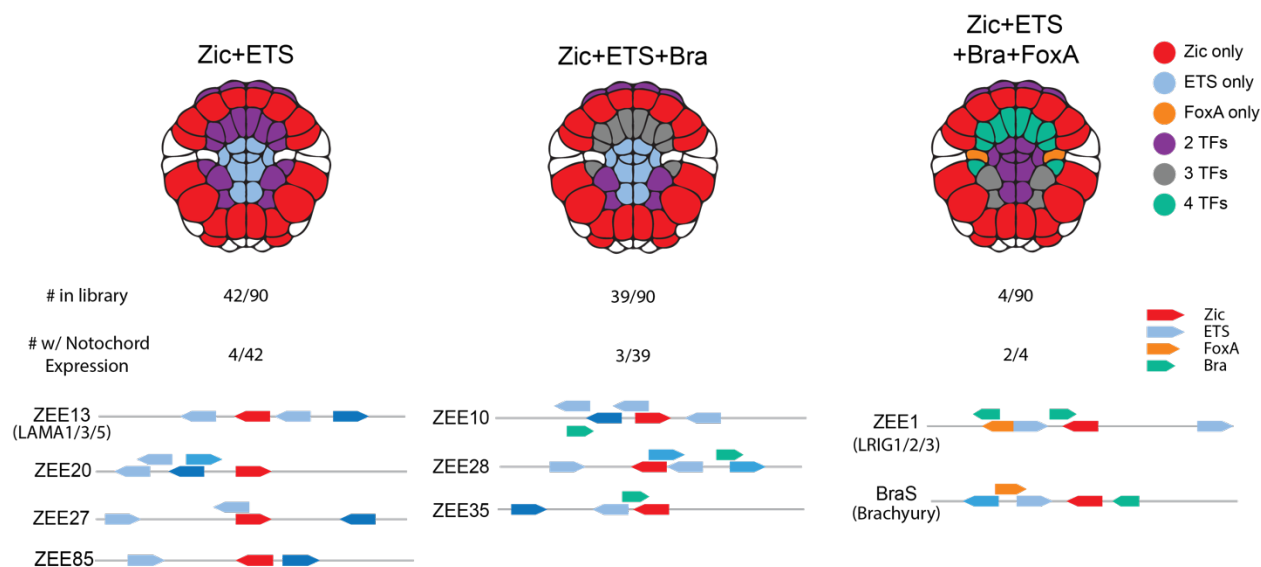 Zic+ETS
Zic+ETS+Bra
Zic+ETS
+Bra+FoxA
Zic only
ETS only
FoxA only
2 TFs
3 TFs
4 TFs
# in library
42/90
39/90
4/90
# w/ Notochord
Expression
4/42
3/39
2/4
Zic
ETS
FoxA
Bra
ZEE13
(LAMA1/3/5)
ZEE20
ZEE27
ZEE85
ZEE10
ZEE28
ZEE35
ZEE1
(LRIG1/2/3)
BraS
(Brachyury)